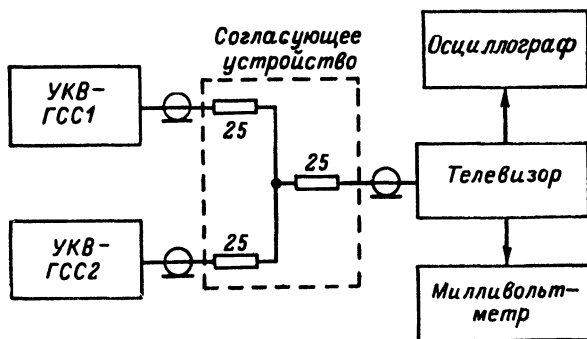 Согласующее
устройство
Осциллограф
УКВ-
ГСС1
25
25
Телевизор
УКВ-
ГСС2
25
Милливольт-
метр